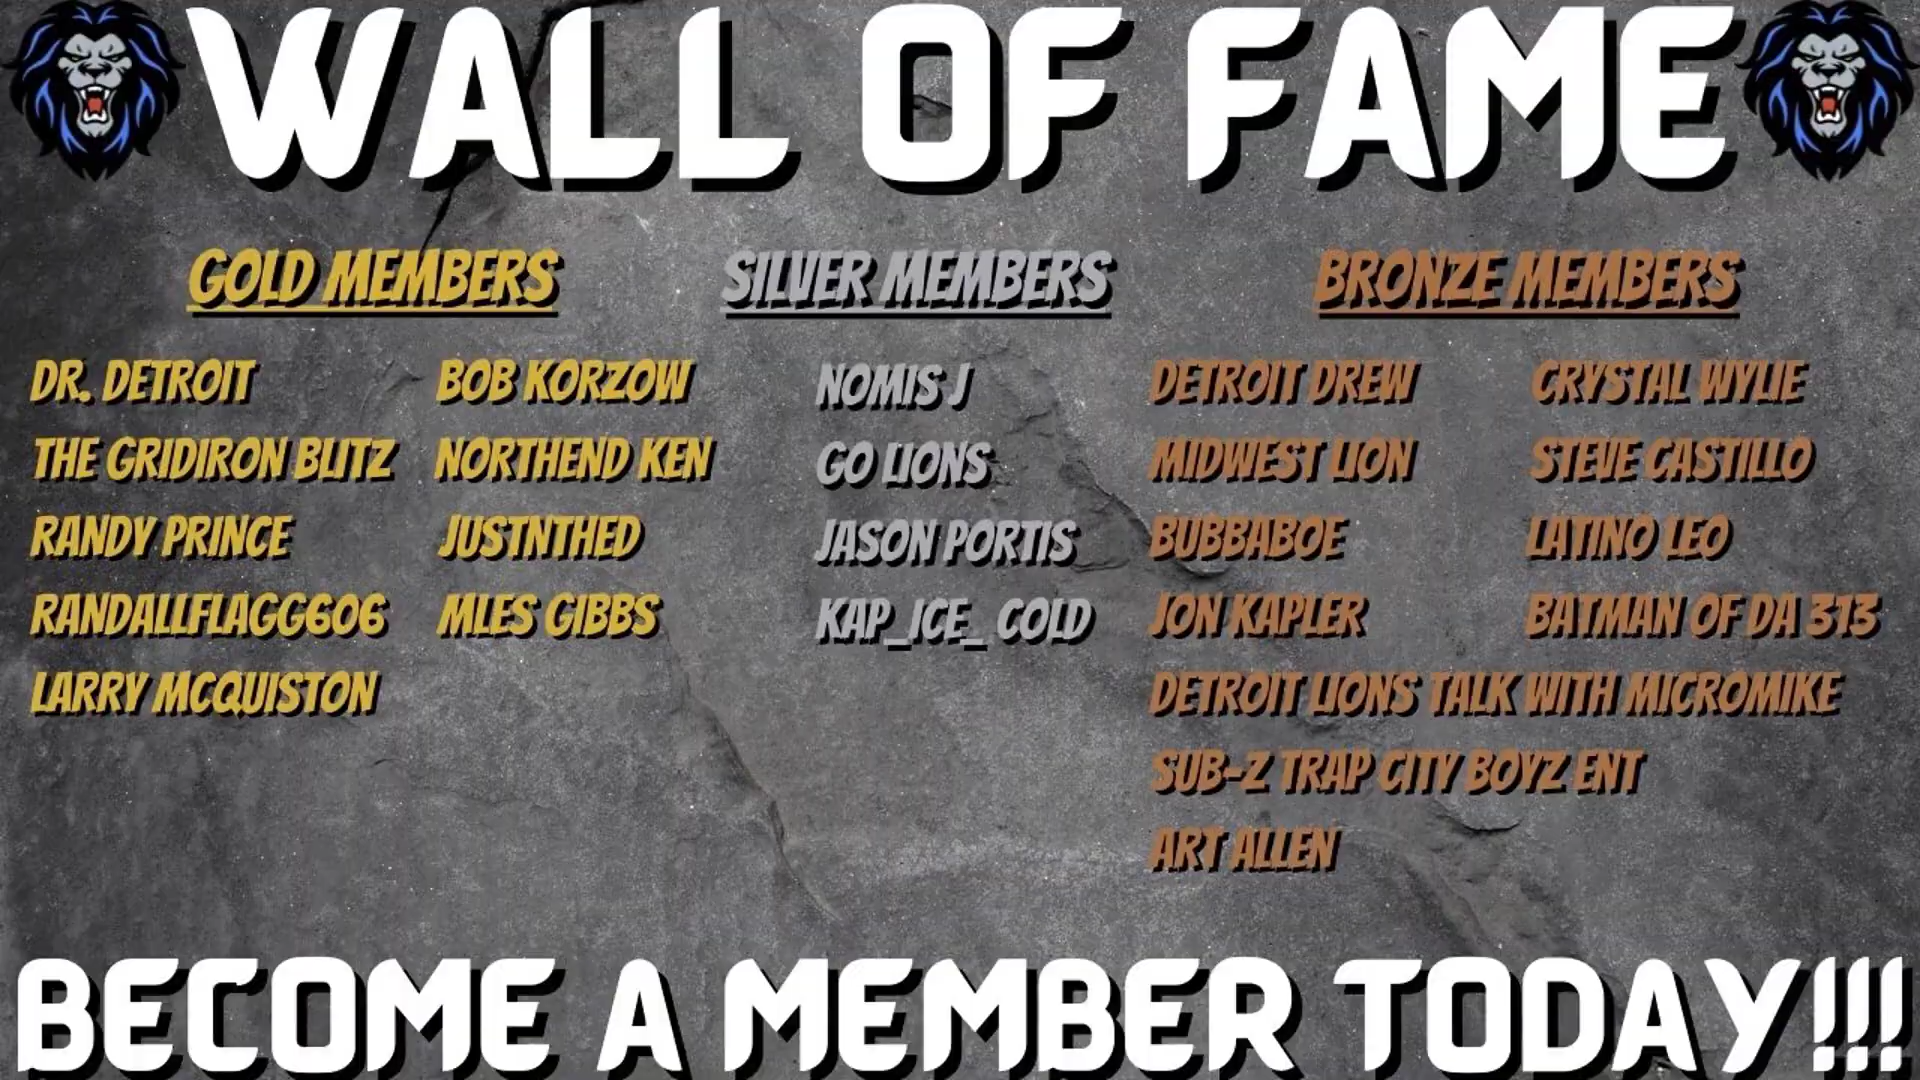 WALL OF FAME
GOLD MEMBERS
DR. DETROIT
THE GRIDIRON BLITZ
RANDY PRINCE
RANDALLFLAGG606
LARRY MCQUISTON
BOB KORZOW
NORTHEND KEN
JUSTNTHED
MLES GIBBS
SILVER MEMBERS
NOMIS J
GO LIONS
JASON PORTIS
KAP_ICE_ COLD
BRONZE MEMBERS
DETROIT DREW
MIDWEST LION
BUBBABOE
JON KAPLER
DETROIT LIONS TALK WITH MICROMIKE
SUB-Z TRAP CITY BOYZ ENT
ART ALLEN
CRYSTAL WYLIE
STEVE CASTILLO
LATINO LEO
BATMAN OF DA 313
BECOME A MEMBER TODAY!!!